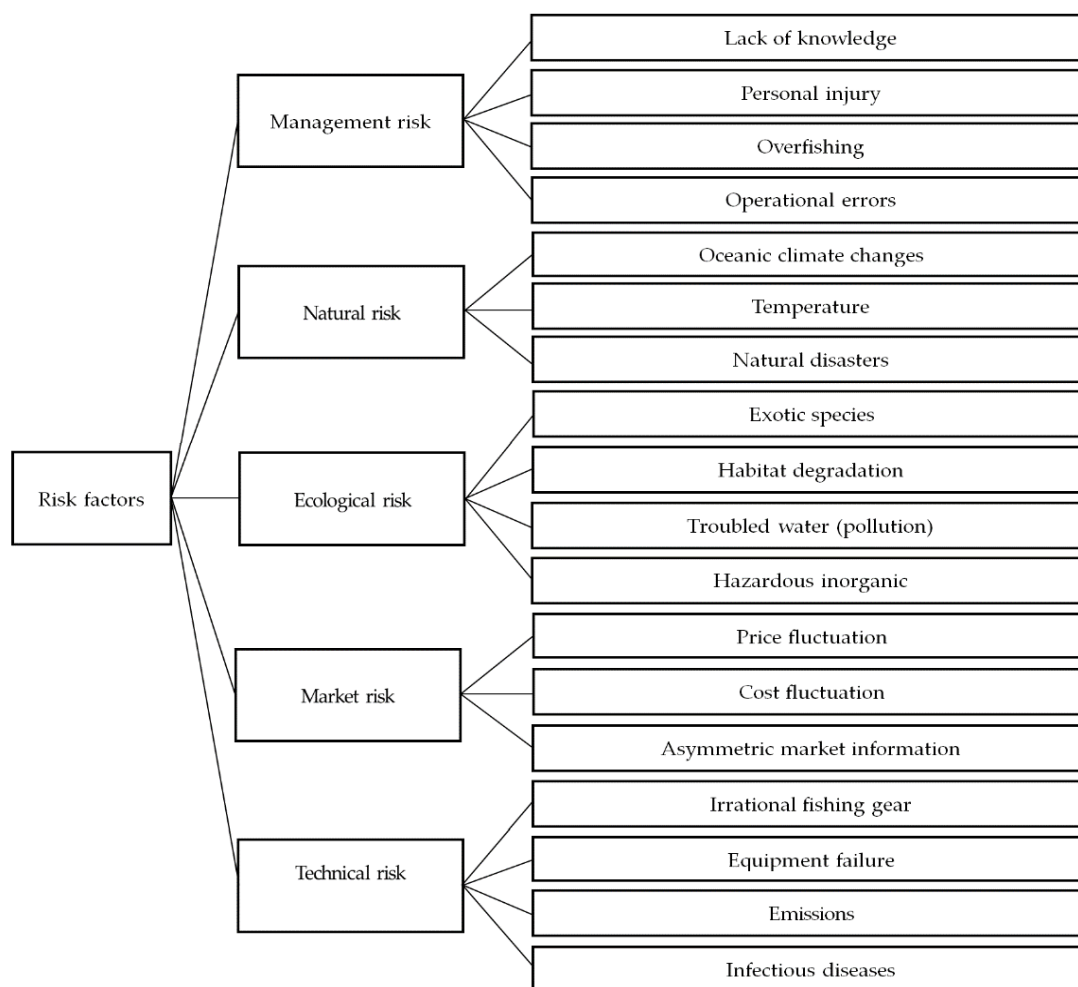 Lack of knowledge
Personal injury
Management risk
Overfishing
Operational errors
Oceanic climate changes
Natural risk
Temperature
Natural disasters
Exotic species
Habitat degradation
Risk factors
Ecological risk
Troubled water (pollution)
Hazardous inorganic
Price fluctuation
Market risk
Cost fluctuation
Asymmetric market information
Irrational fishing gear
Technical risk
Equipment failure
Emissions
Infectious diseases